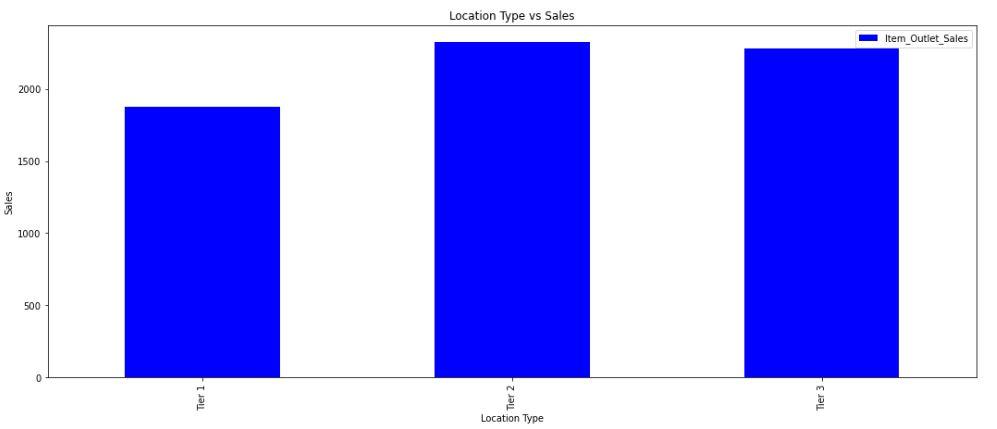 Location Type vs Sales
Item_Outlet_Sales
Sales
2000
1500
1000
500
0
Tier 1
Tier 2
Tier 3
Location Type